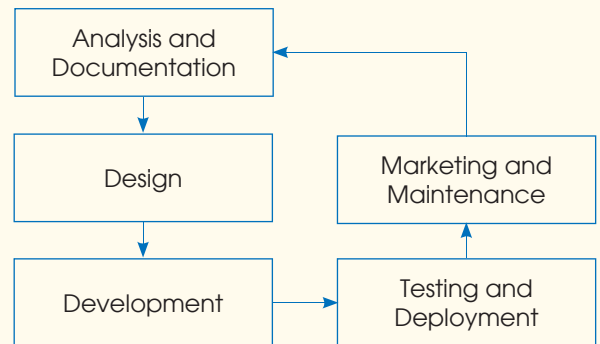 Analysis and
Documentation
Design
Development
Testing and
Deployment
Marketing and
Maintenance